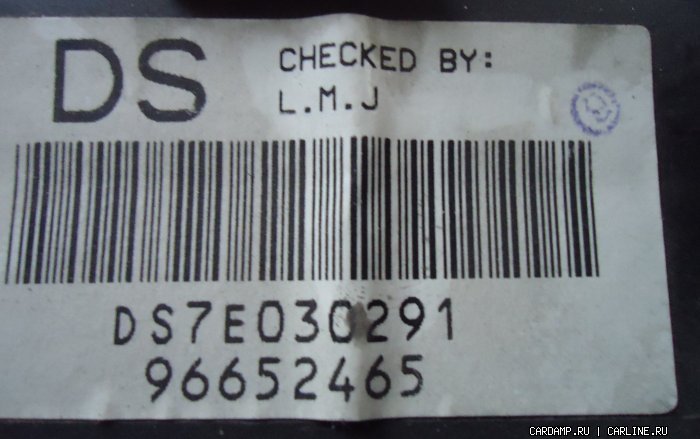 DS
CHECKED BY:
L.M.J
DS7E030291
96652465
CARDAMP.RU | CARLINE.RU